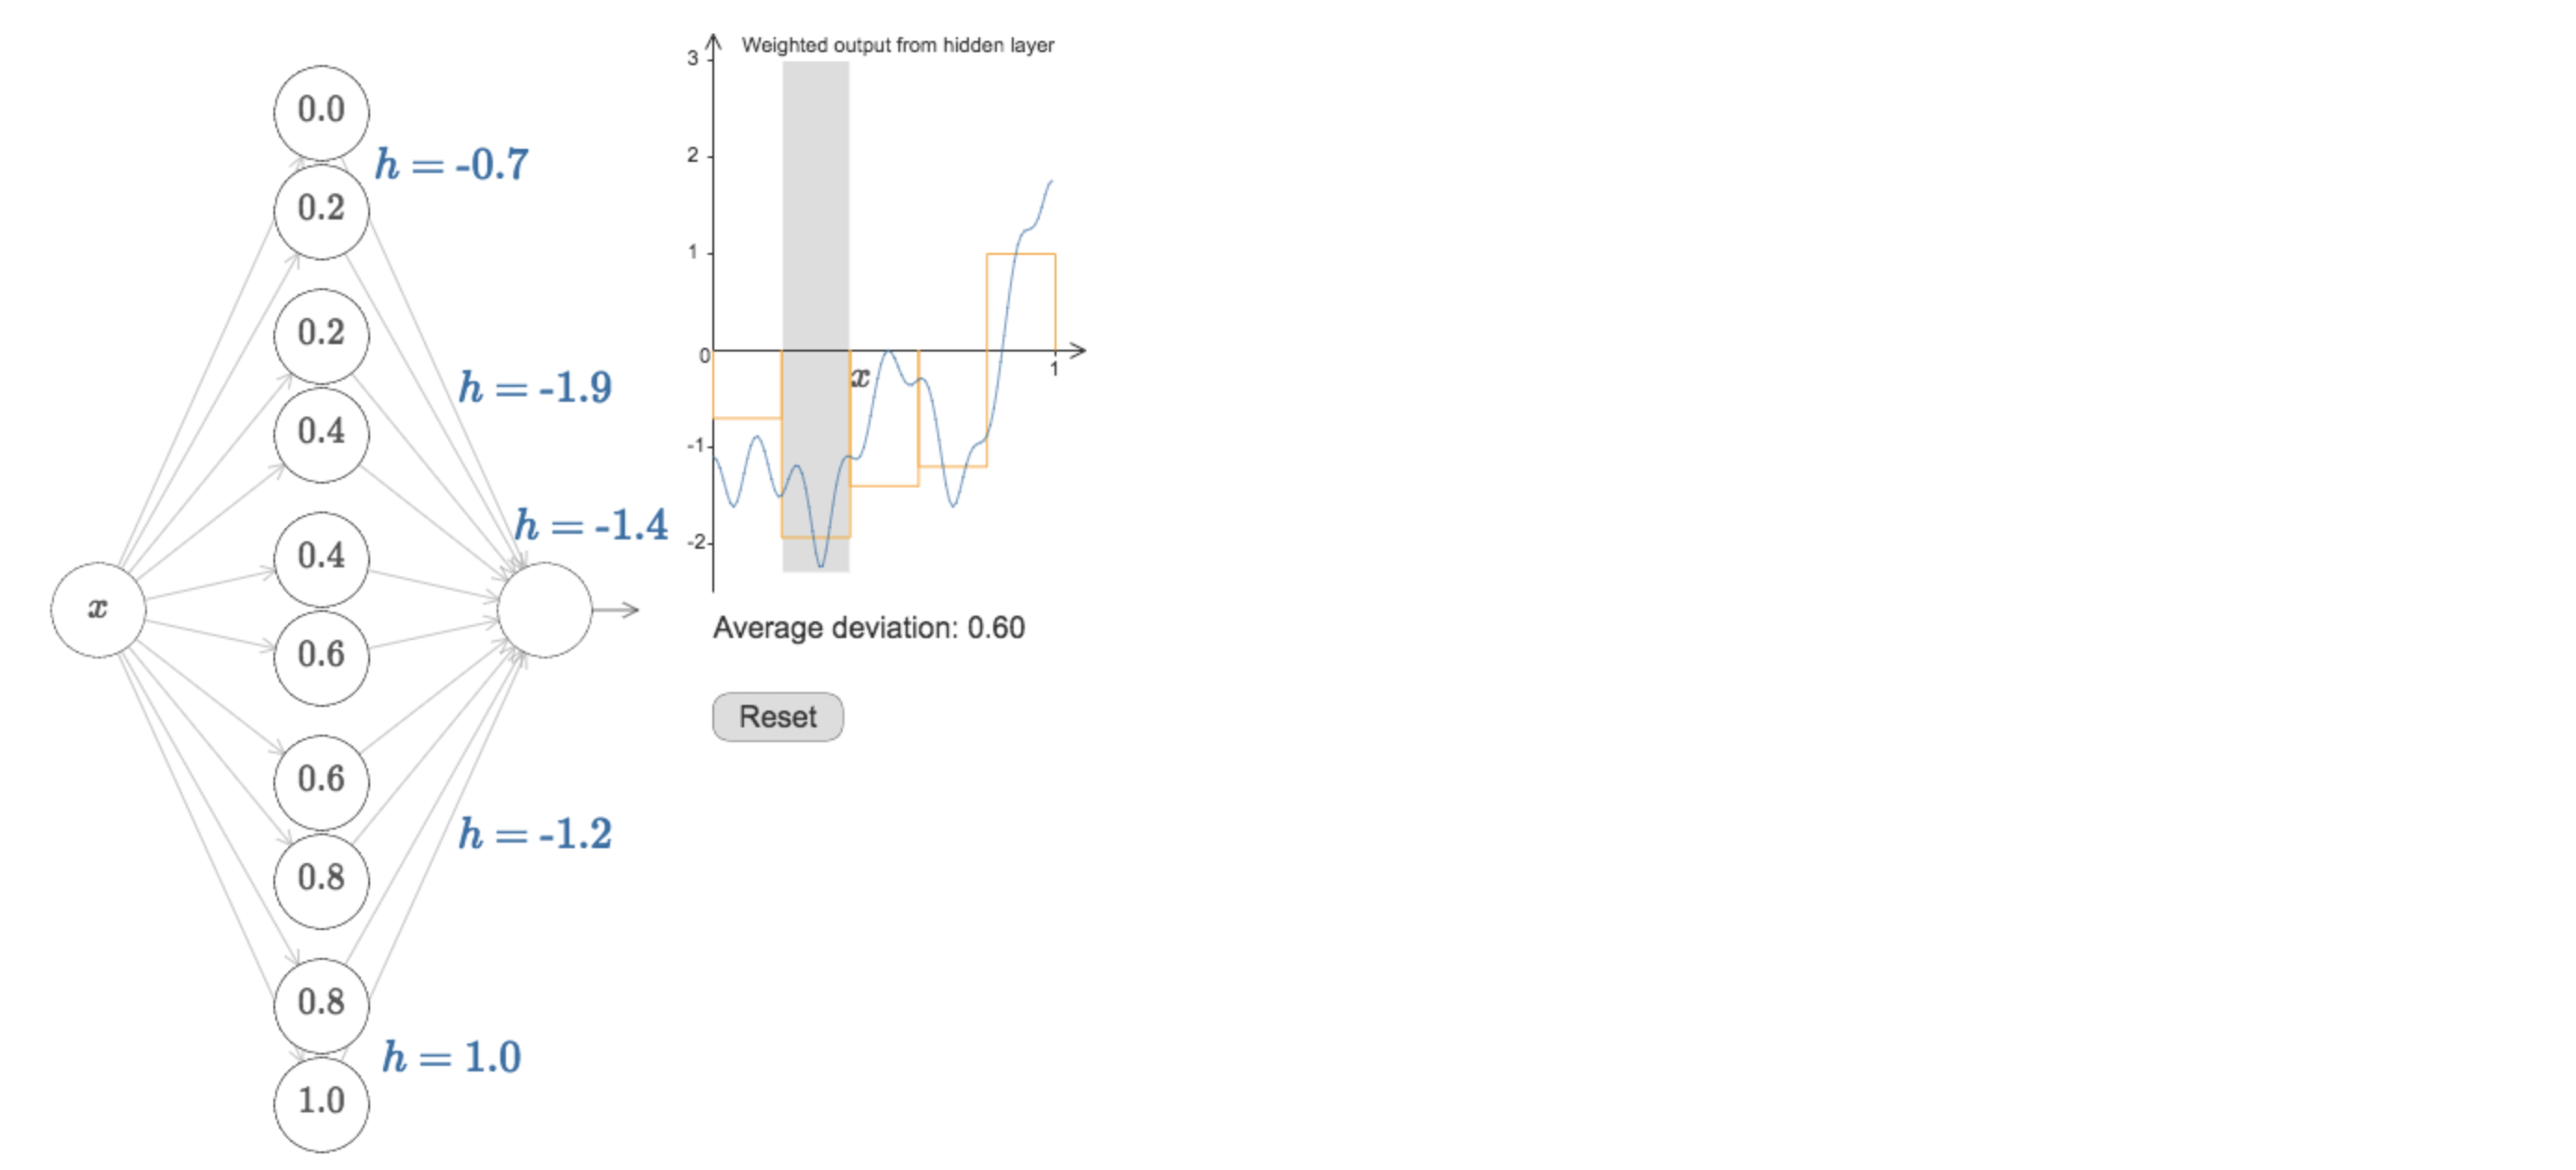 0.0
h = -0.7
0.2
0.2
h = -1.9
0.4
h = -1.4
0.4
x
0.6
0.6
h = -1.2
0.8
0.8
h = 1.0
1.0
Weighted output from hidden layer
3
2
1
0
x
1
-1
-2
Average deviation: 0.60
Reset